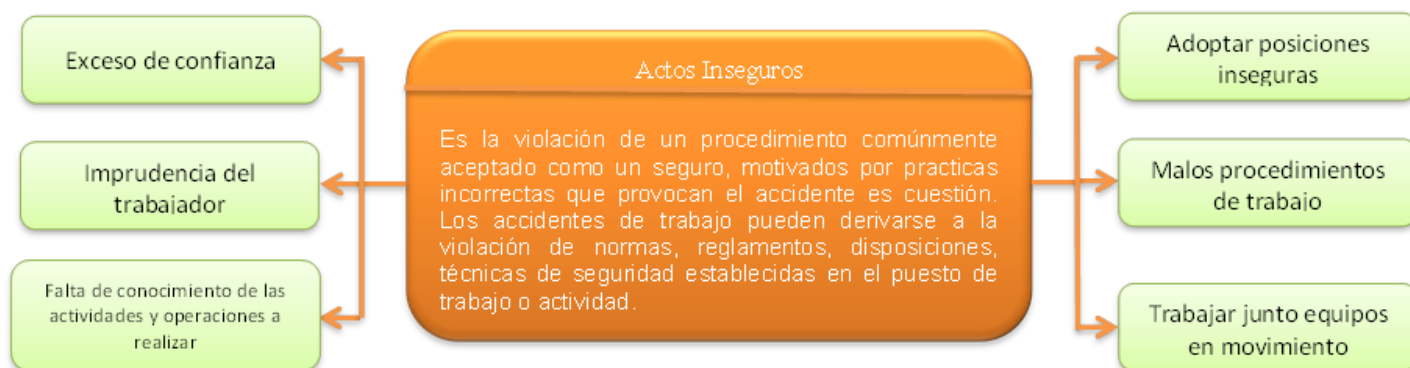 Exceso de confianza
Imprudencia del
trabajador
Falta de conocimiento de las
actividades y operaciones a
realizar
Actos Inseguros
Es la violación de un procedimiento comúnmente
aceptado como un seguro, motivados por practicas
incorrectas que provocan el accidente es cuestión.
Los accidentes de trabajo pueden derivarse a la
violación de normas, reglamentos, disposiciones,
técnicas de seguridad establecidas en el puesto de
trabajo o actividad.
Adoptar posiciones
inseguras
Malos procedimientos
de trabajo
Trabajar junto equipos
en movimiento